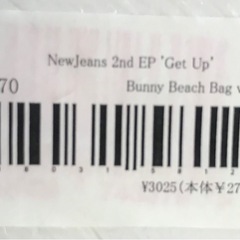 NewJeans 2nd EP 'Get Up'
70 Bunny Beach Bag
¥3025(本体¥27